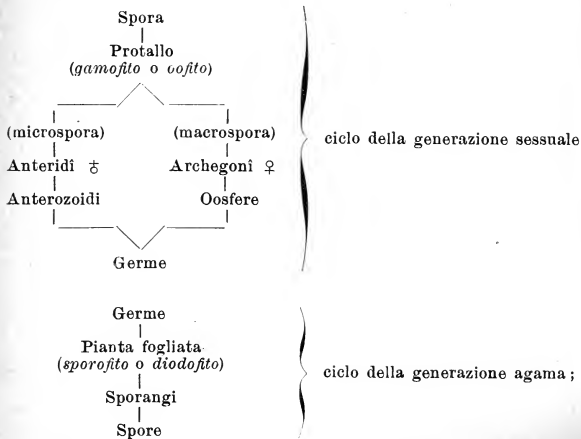 Spora
Protallo
(gamofito o oofito)
(microspora) (macrospora)
ciclo della generazione sessuale
Anteridî ♁ Archegonî ♀
Anterozoidi Oosfere
Germe
Germe
Pianta fogliata
(sporofito o diodofito)
ciclo della generazione agama;
Sporangi
Spore